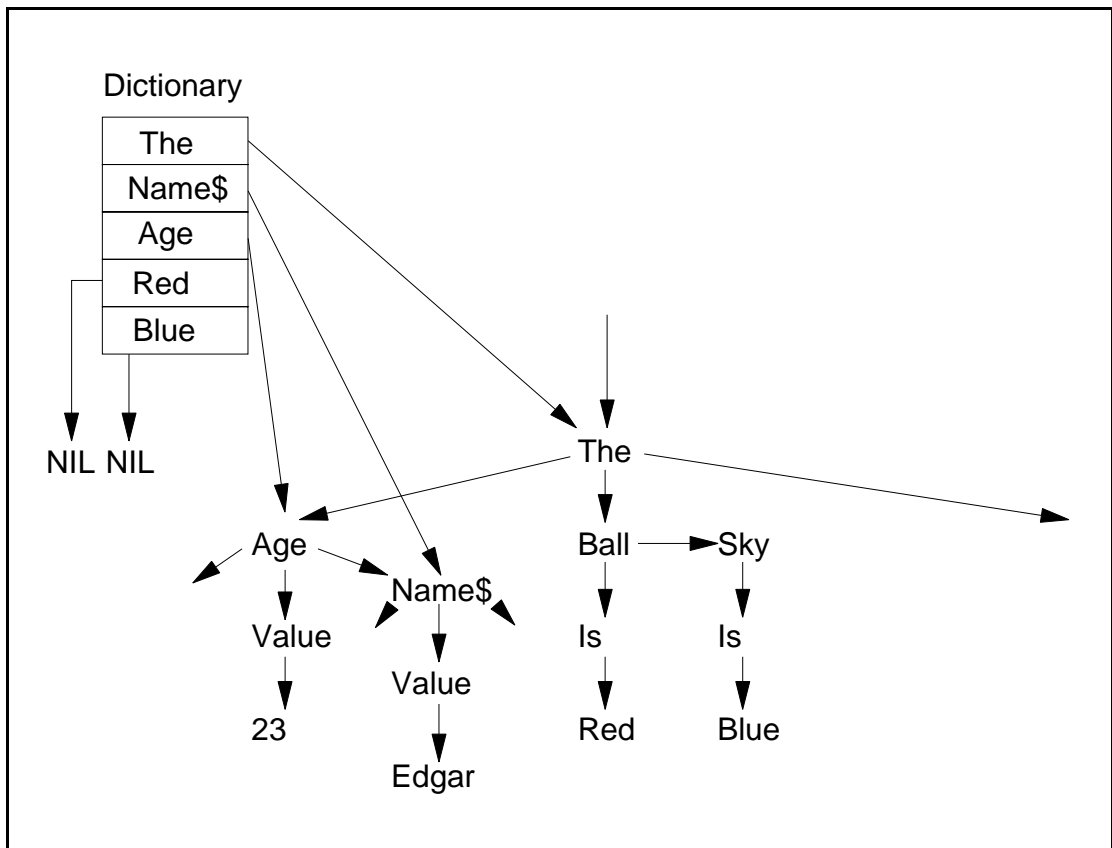 Dictionary
The
Name$
Age
Red
Blue
NIL NIL
The
Age
Ball
Sky
Name$
Value
Is
Is
Value
23
Red
Blue
Edgar